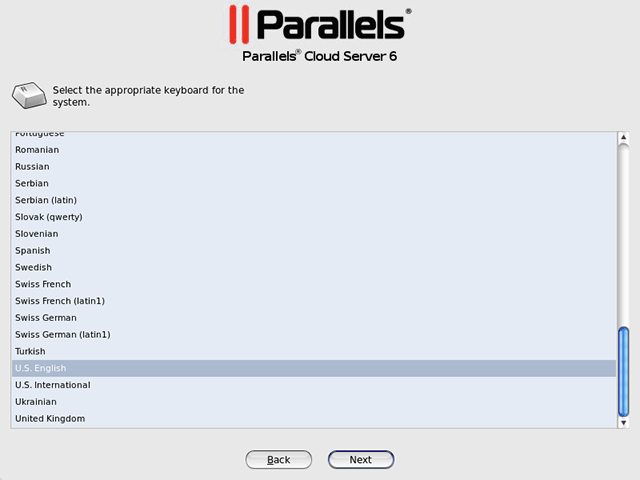 Parallels®
Parallels® Cloud Server 6
Select the appropriate keyboard for the
system.
Portuguese
Romanian
Russian
Serbian
Serbian (latin)
Slovak (qwerty)
Slovenian
Spanish
Swedish
Swiss French
Swiss French (latin1)
Swiss German
Swiss German (latin1)
Turkish
U.S. English
U.S. International
Ukrainian
United Kingdom
Back
Next